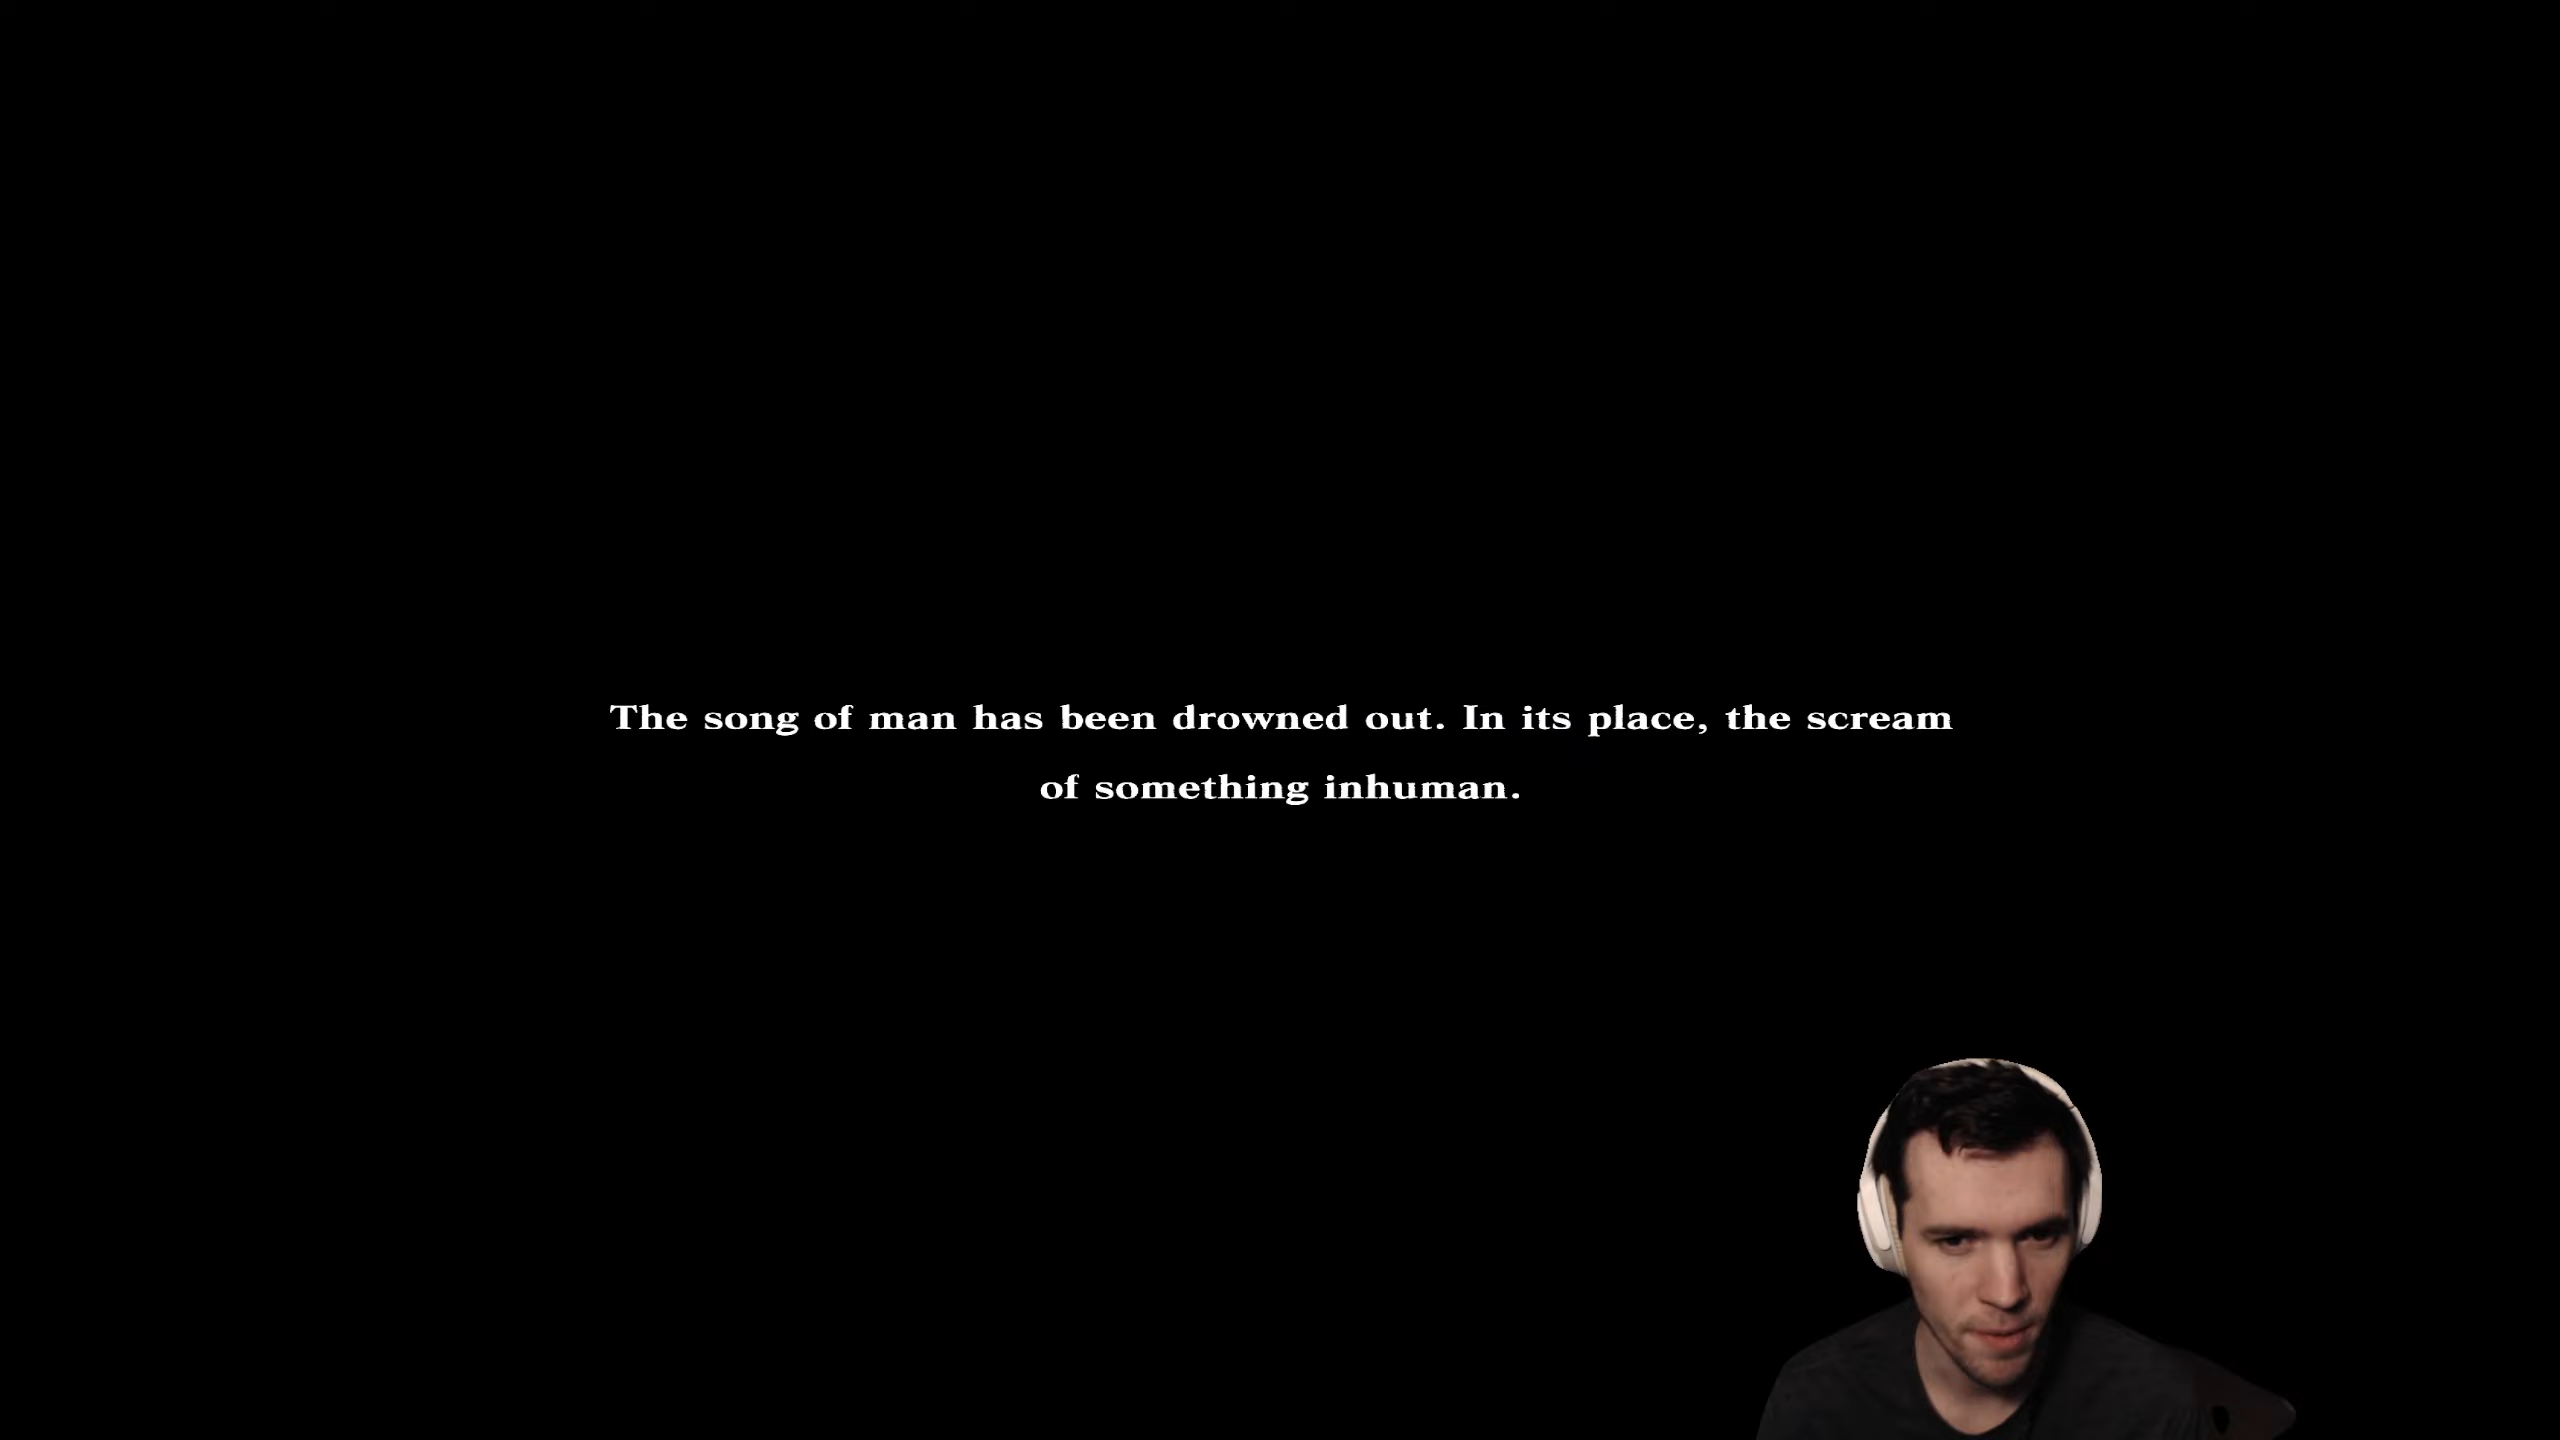 The song of man has been drowned out. In its place, the scream
of something inhuman.